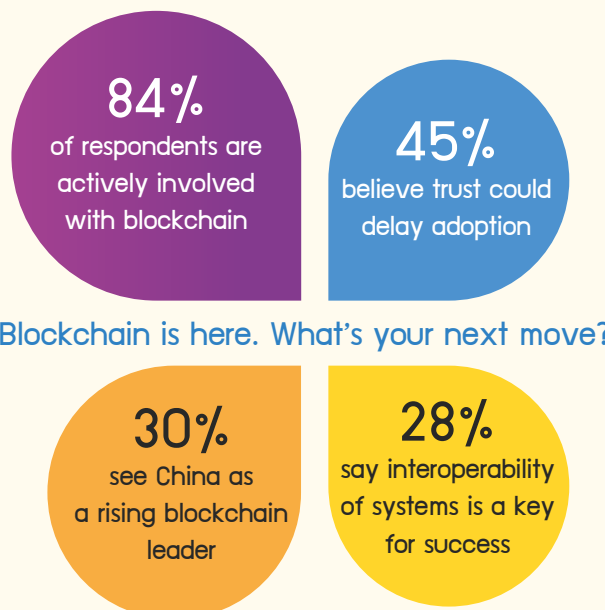 84%
of respondents are
actively involved
with blockchain
45%
believe trust could
delay adoption
Blockchain is here. What's your next move?
30%
see China as
a rising blockchain
leader
28%
say interoperability
of systems is a key
for success